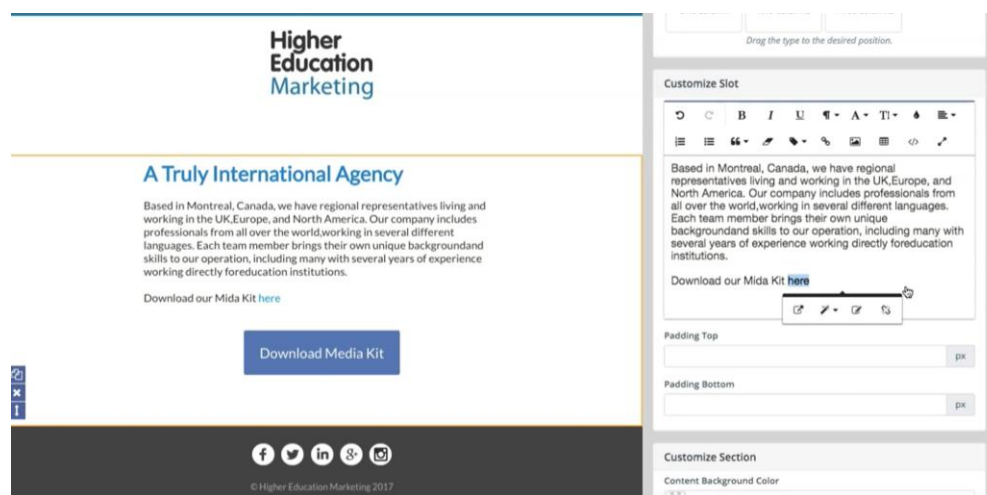 Higher
Education
Marketing
A Truly International Agency
Based in Montreal, Canada, we have regional representatives living and
working in the UK,Europe, and North America. Our company includes
professionals from all over the world,working in several different
languages. Each team member brings their own unique backgroundand
skills to our operation, including many with several years of experience
working directly foreducation institutions.
Download our Mida Kit here
Download Media Kit
© Higher Education Marketing 2017
Drag the type to the desired position.
Customize Slot
Based in Montreal, Canada, we have regional
representatives living and working in the UK,Europe, and
North America. Our company includes professionals from
all over the world,working in several different languages.
Each team member brings their own unique
backgroundand skills to our operation, including many with
several years of experience working directly foreducation
institutions.
Download our Mida Kit here
Padding Top
px
Padding Bottom
px
Customize Section
Content Background Color